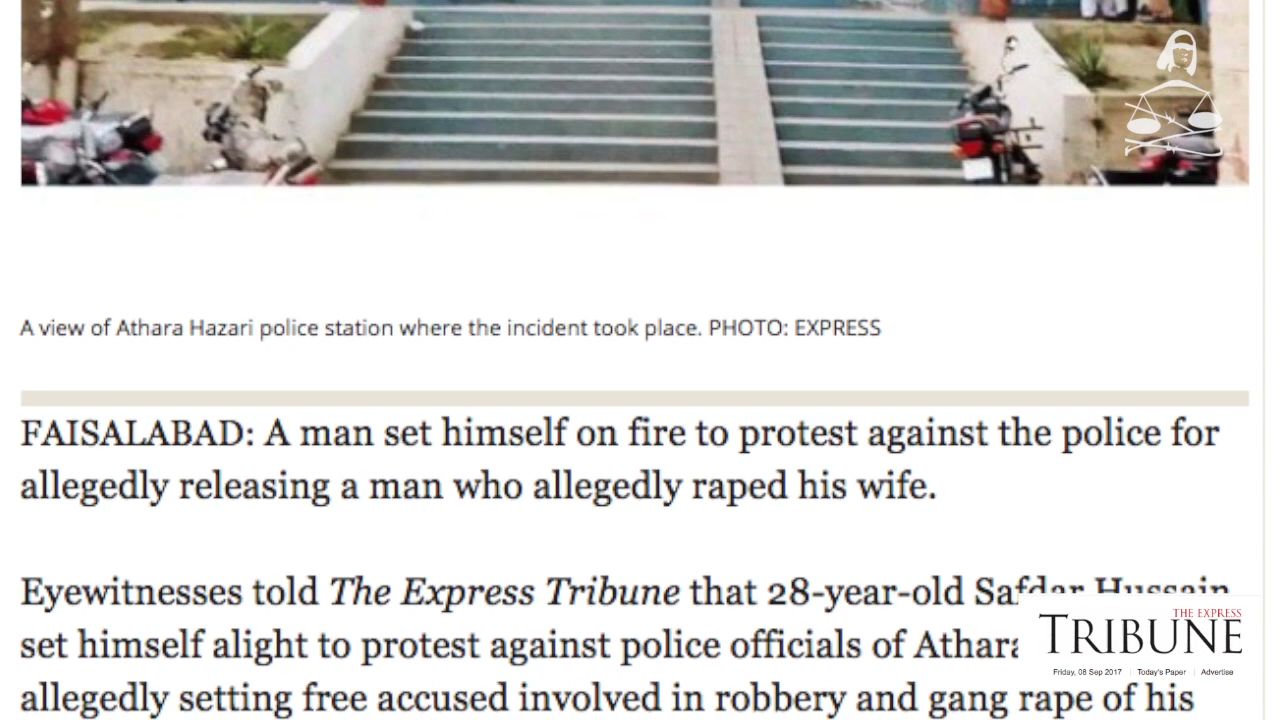 A view of Athara Hazari police station where the incident took place. PHOTO: EXPRESS
FAISALABAD: A man set himself on fire to protest against the police for
allegedly releasing a man who allegedly raped his wife.
Eyewitnesses told The Express Tribune that 28-year-old Safdar Hussain
set himself alight to protest against police officials of Athara
allegedly setting free accused involved in robbery and gang rape of his
THE EXPRESS
TRIBUNE
Friday, 08 Sep 2017 | Today's Paper | Advertise